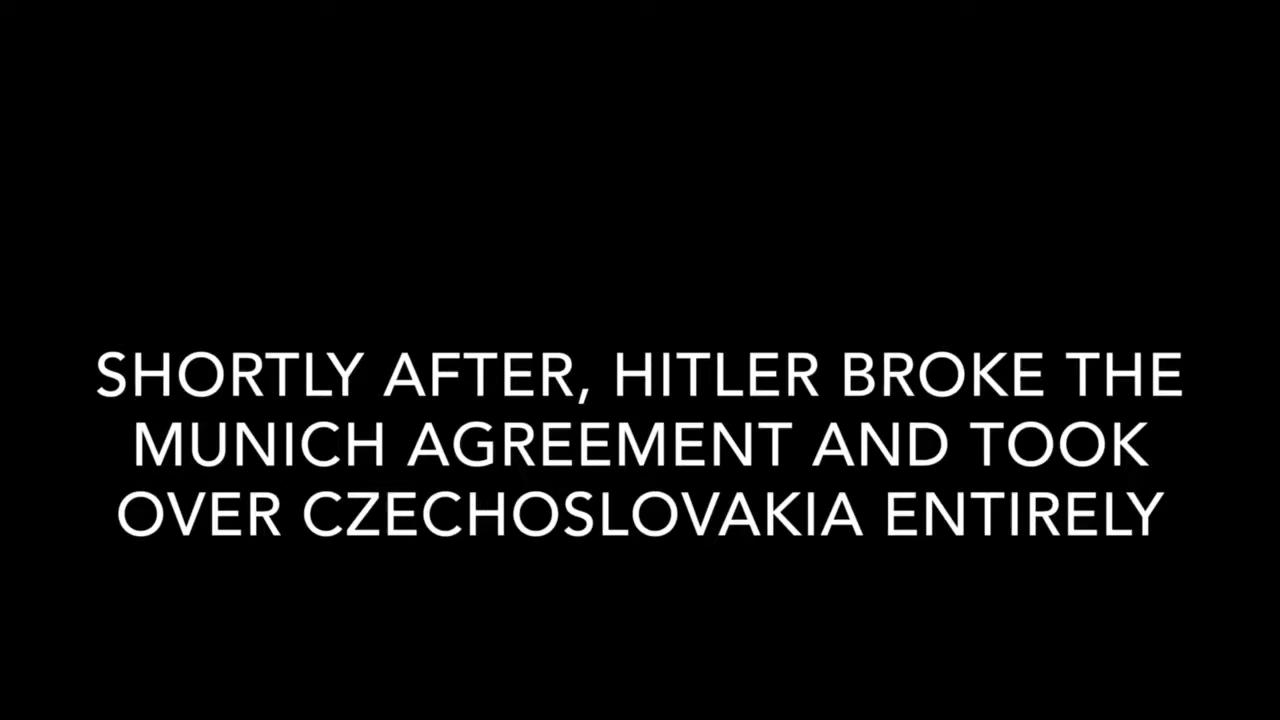 SHORTLY AFTER, HITLER BROKE THE
MUNICH AGREEMENT AND TOOK
OVER CZECHOSLOVAKIA ENTIRELY